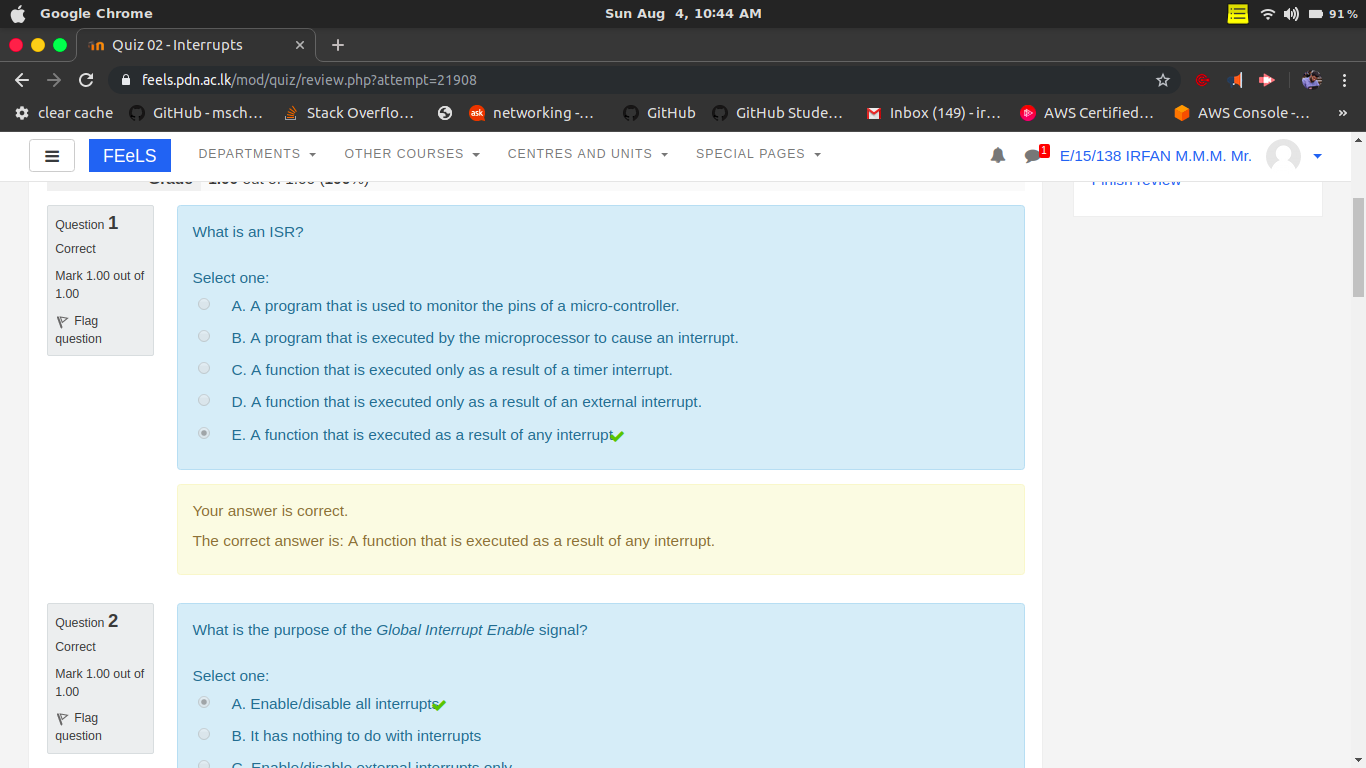 Google Chrome
Sun Aug 4, 10:44 AM
91 %
Quiz 02 - Interrupts
feels.pdn.ac.lk/mod/quiz/review.php?attempt=21908
clear cache
GitHub - msch...
Stack Overflo...
ask
networking -...
GitHub
GitHub Stude...
Inbox (149) - ir...
AWS Certified...
AWS Console -...
»
FEeLS
DEPARTMENTS
OTHER COURSES
CENTRES AND UNITS
SPECIAL PAGES
1
E/15/138 IRFAN M.M.M. Mr.
Grade 1.00 out of 1.00 (100%)
Finish review
Question 1
Correct
Mark 1.00 out of
1.00
Flag
question
What is an ISR?
Select one:
A. A program that is used to monitor the pins of a micro-controller.
B. A program that is executed by the microprocessor to cause an interrupt.
C. A function that is executed only as a result of a timer interrupt.
D. A function that is executed only as a result of an external interrupt.
E. A function that is executed as a result of any interrupt.
Your answer is correct.
The correct answer is: A function that is executed as a result of any interrupt.
Question 2
Correct
Mark 1.00 out of
1.00
Flag
question
What is the purpose of the Global Interrupt Enable signal?
Select one:
A. Enable/disable all interrupts
B. It has nothing to do with interrupts
C. Enable/disable external interrupts only